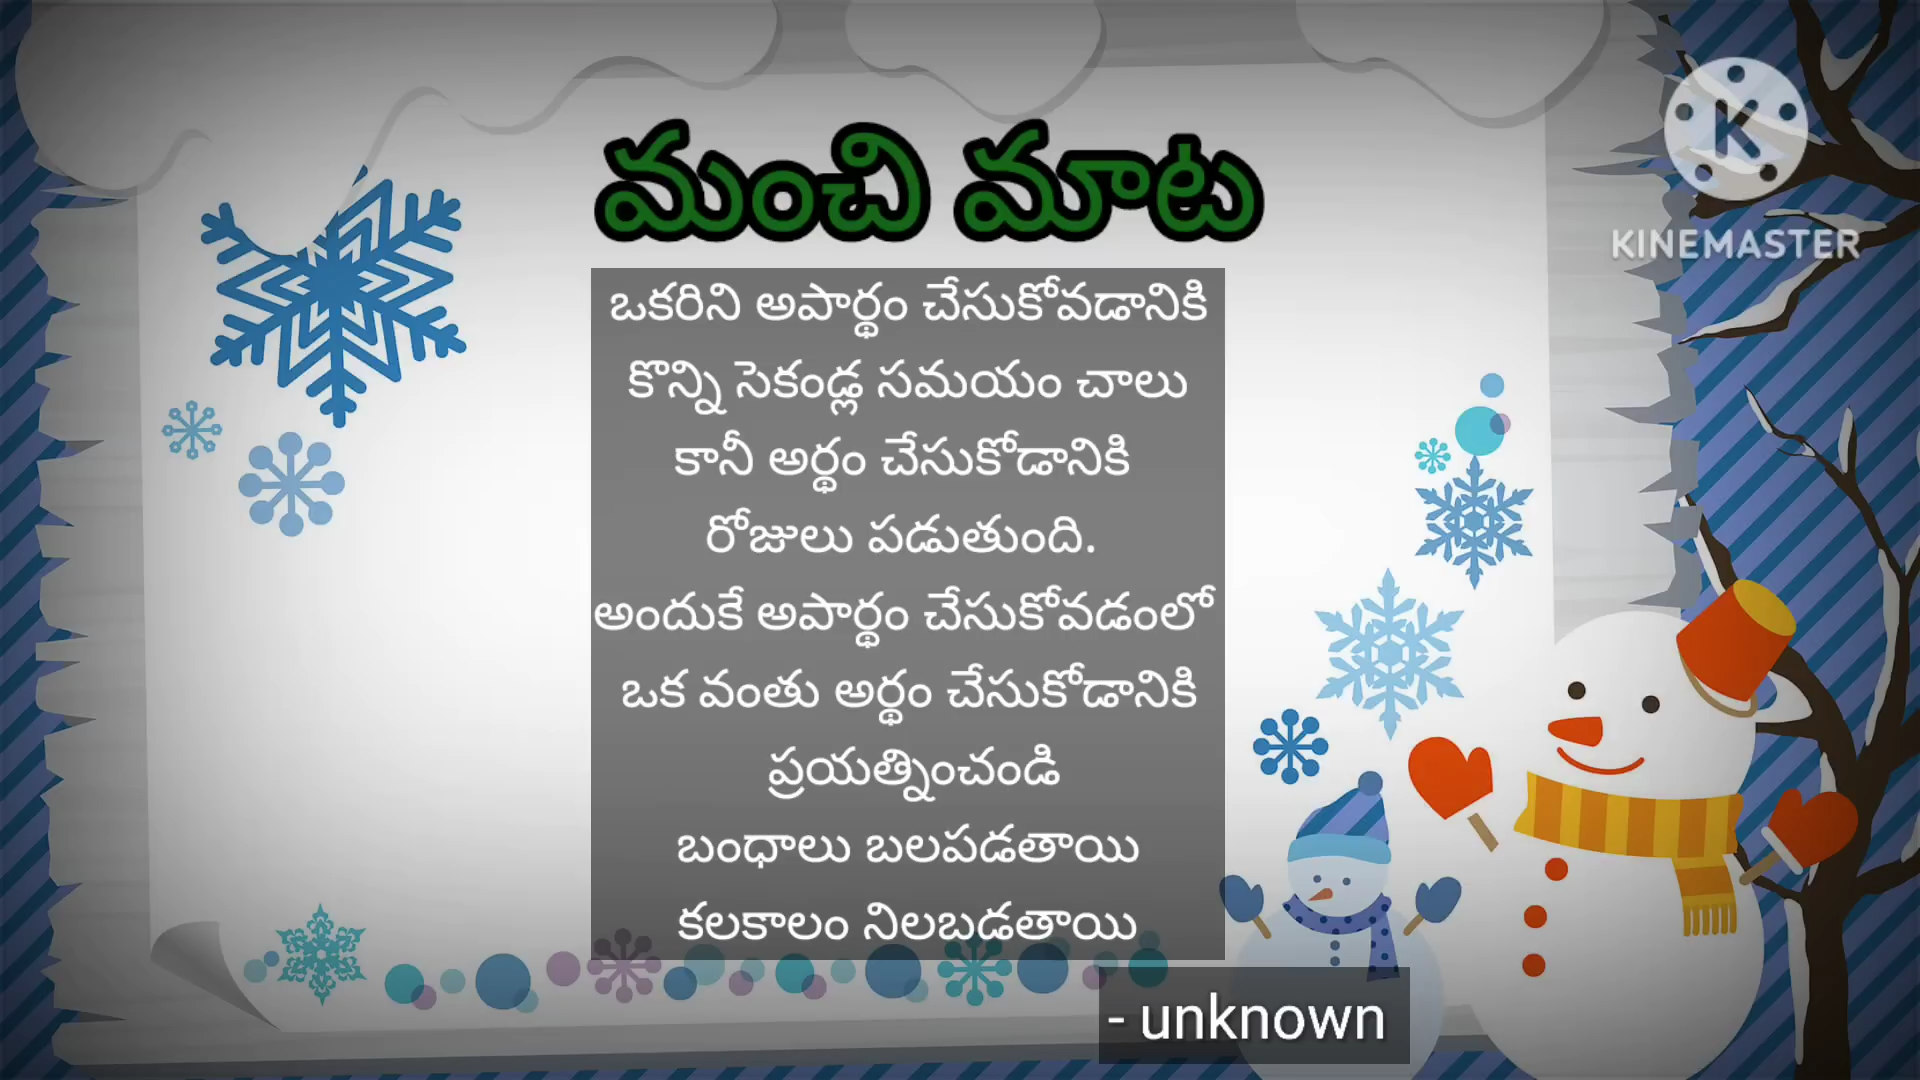 మంచి మాట
KINEMASTER
ఒకరిని అపార్థం చేసుకోవడానికి
కొన్ని సెకండ్ల సమయం చాలు
కానీ అర్థం చేసుకోడానికి
రోజులు పడుతుంది.
అందుకే అపార్థం చేసుకోవడంలో
ఒక వంతు అర్థం చేసుకోడానికి
ప్రయత్నించండి
బంధాలు బలపడతాయి
కలకాలం నిలబడతాయి
- unknown